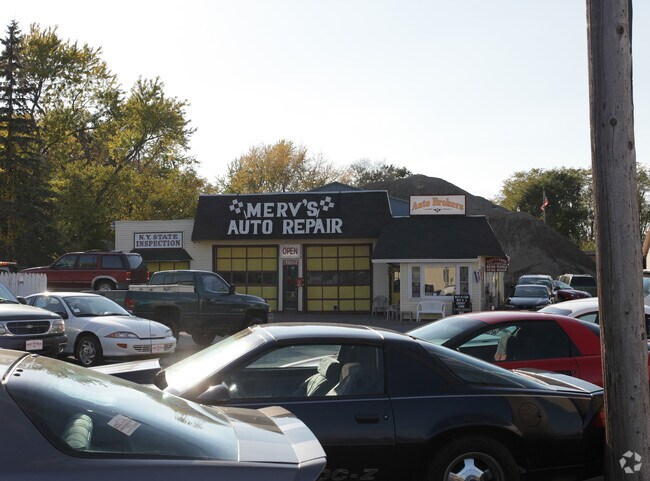 MERV'S
AUTO REPAIR
N.Y. STATE
INSPECTION
OPEN
Auto Brokers